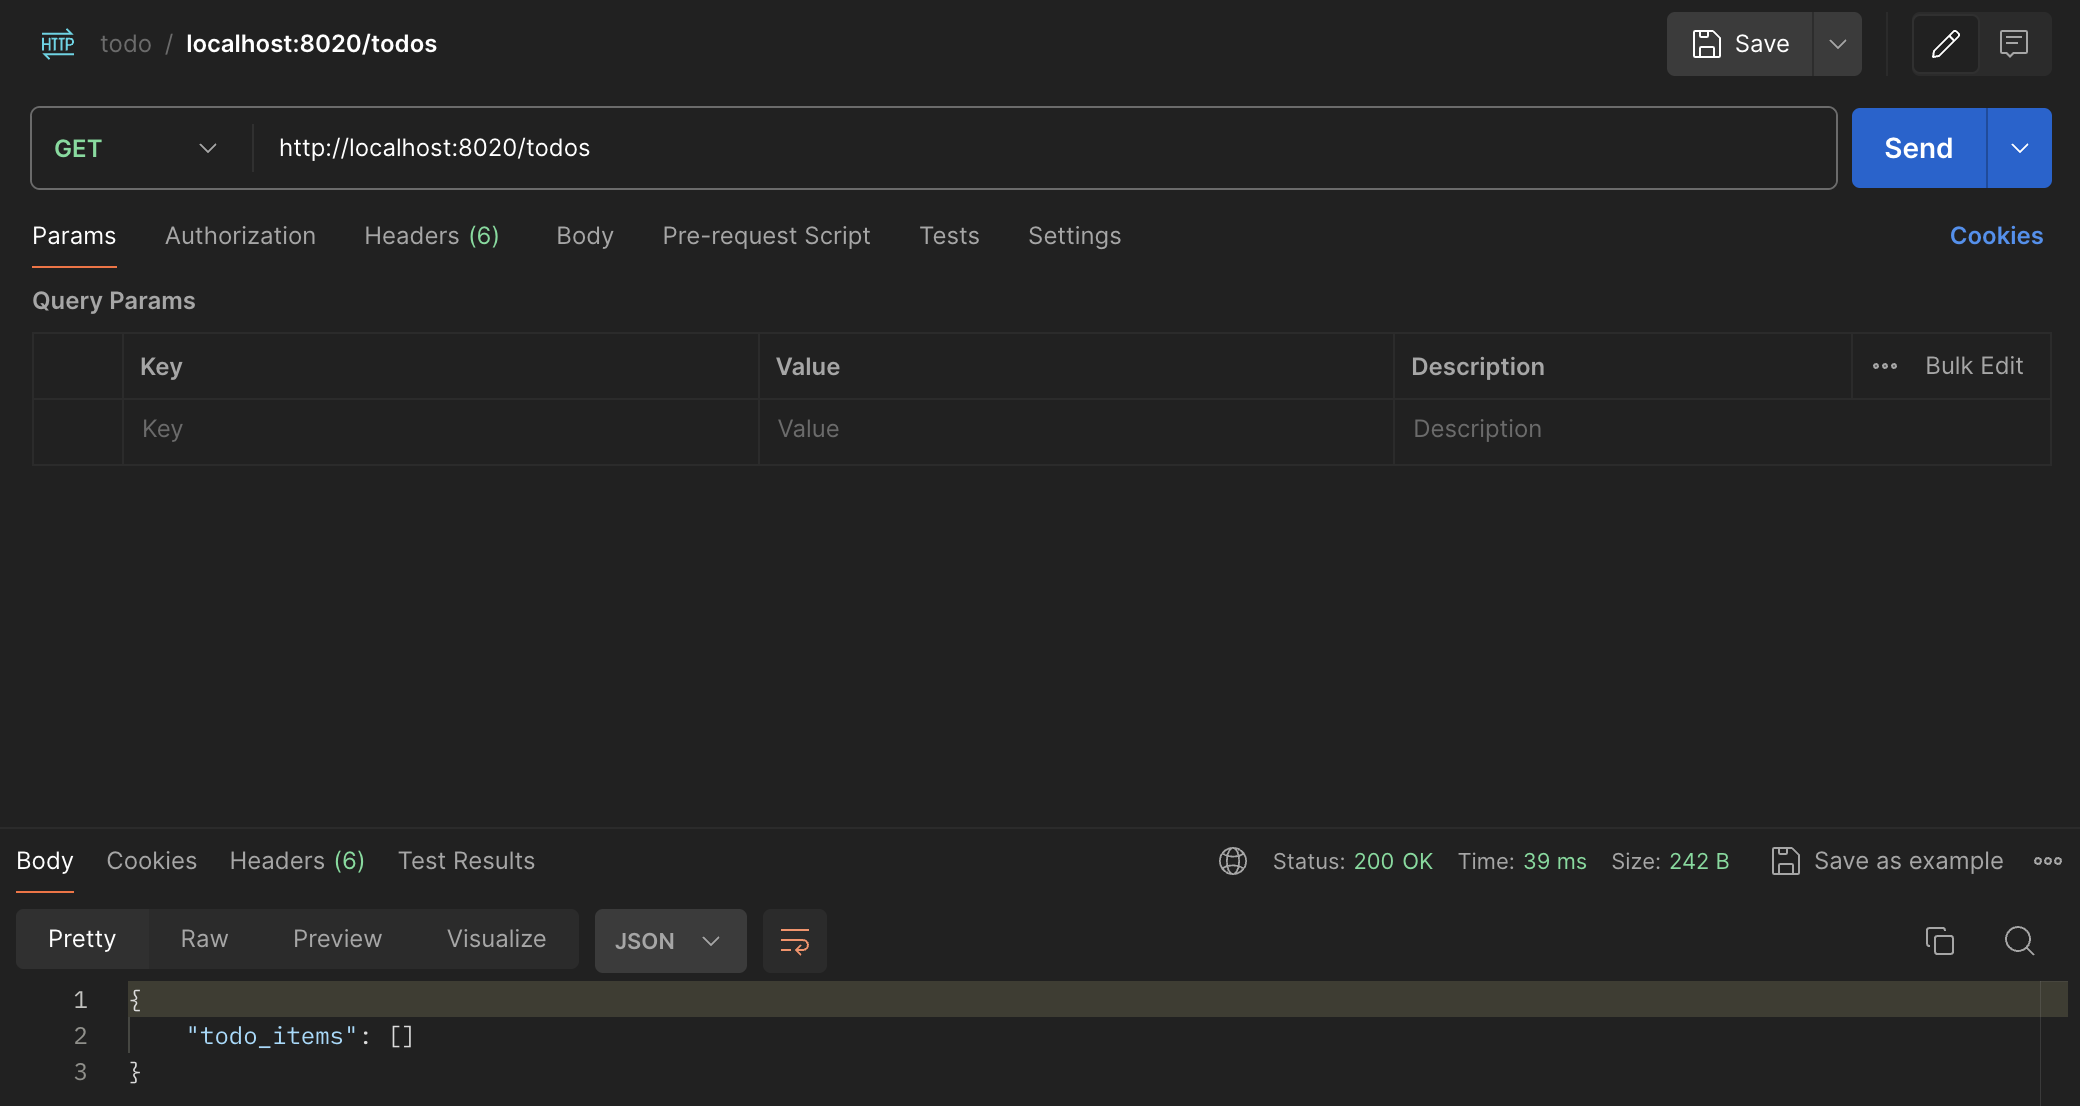 HTTP todo / localhost:8020/todos Save
GET http://localhost:8020/todos Send
Params Authorization Headers (6) Body Pre-request Script Tests Settings Cookies
Query Params
Key Value Description Bulk Edit
Key Value Description
Body Cookies Headers (6) Test Results Status: 200 OK Time: 39 ms Size: 242 B Save as example
Pretty Raw Preview Visualize JSON
1 {
2 "todo_items": []
3 }